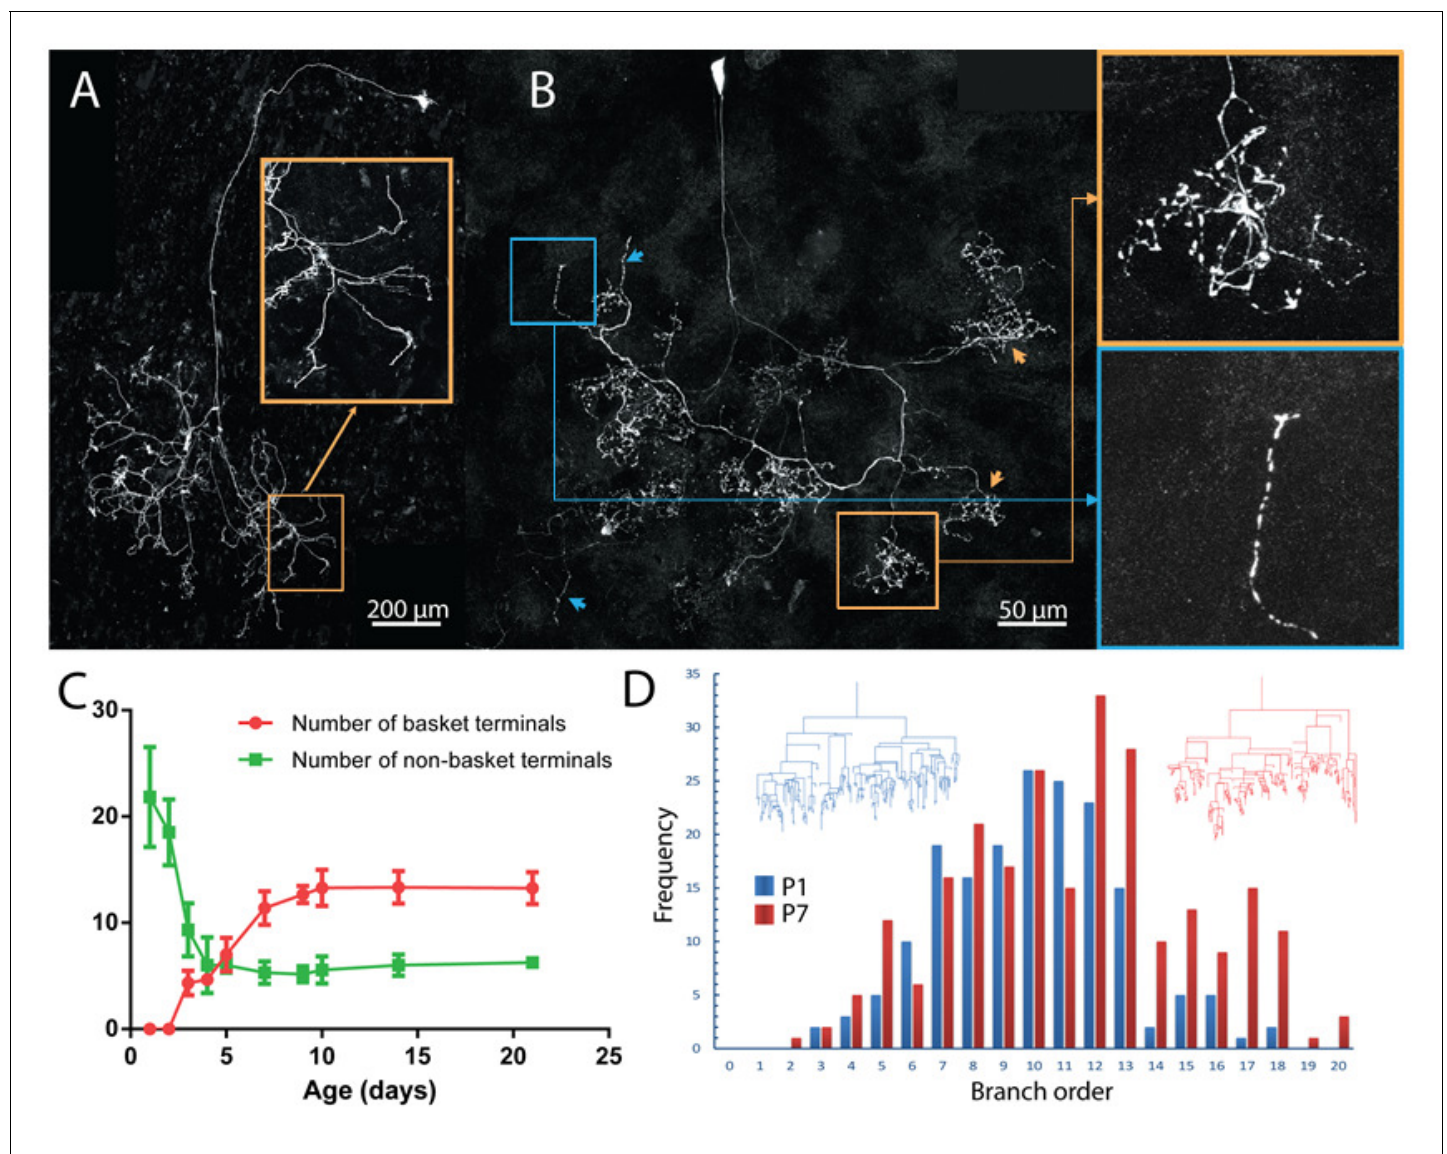 A
B
200 µm
50 µm
C
30
20
10
0
Number of basket terminals
Number of non-basket terminals
0 5 10 15 20 25
Age (days)
D
35
30
25
20
15
10
5
0
Frequency
P1
P7
0 1 2 3 4 5 6 7 8 9 10 11 12 13 14 15 16 17 18 19 20
Branch order